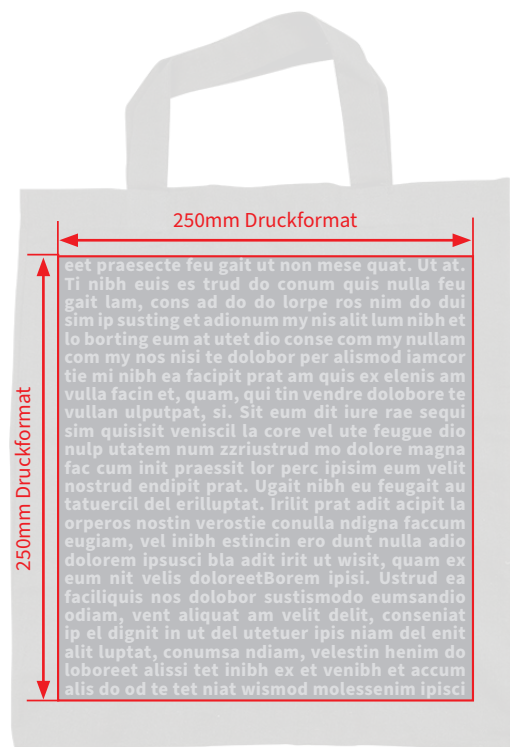 250mm Druckformat
250mm Druckformat
eet praesecte feu gait ut non mese quat. Ut at.
Ti nibh euis es trud do conum quis nulla feu
gait lam, cons ad do do lorpe ros nim do dui
sim ip susting et adionum my nis alit lum nibh et
lo borting eum at utet dio conse com my nullam
com my nos nisi te dolobor per alismod iamcor
tie mi nibh ea facipit prat am quis ex elenis am
vulla facin et, quam, qui tin vendre dolobore te
vullan ulputpat, si. Sit eum dit iure rae sequi
sim quisisit veniscil la core vel ute feugue dio
nulp utatem num zzriustrud mo dolore magna
fac cum init praessit lor perc ipisim eum velit
nostrud endipit prat. Ugait nibh eu feugait au
tatuercil del erilluptat. Irilit prat adit acipit la
orperos nostin verostie conulla ndigna faccum
eugiam, vel inibh estincin ero dunt nulla adio
dolorem ipsusci bla adit irit ut wisit, quam ex
eum nit velis doloreetBorem ipisi. Ustrud ea
faciliquis nos dolobor sustismodo eumsandio
odiam, vent aliquat am velit delit, conseniat
ip el dignit in ut del utetuer ipis niam del enit
alit luptat, conumsa ndiam, velestin henim do
loboreet alissi tet inibh ex et venibh et accum
alis do od te tet niat wismod molessenim ipisci